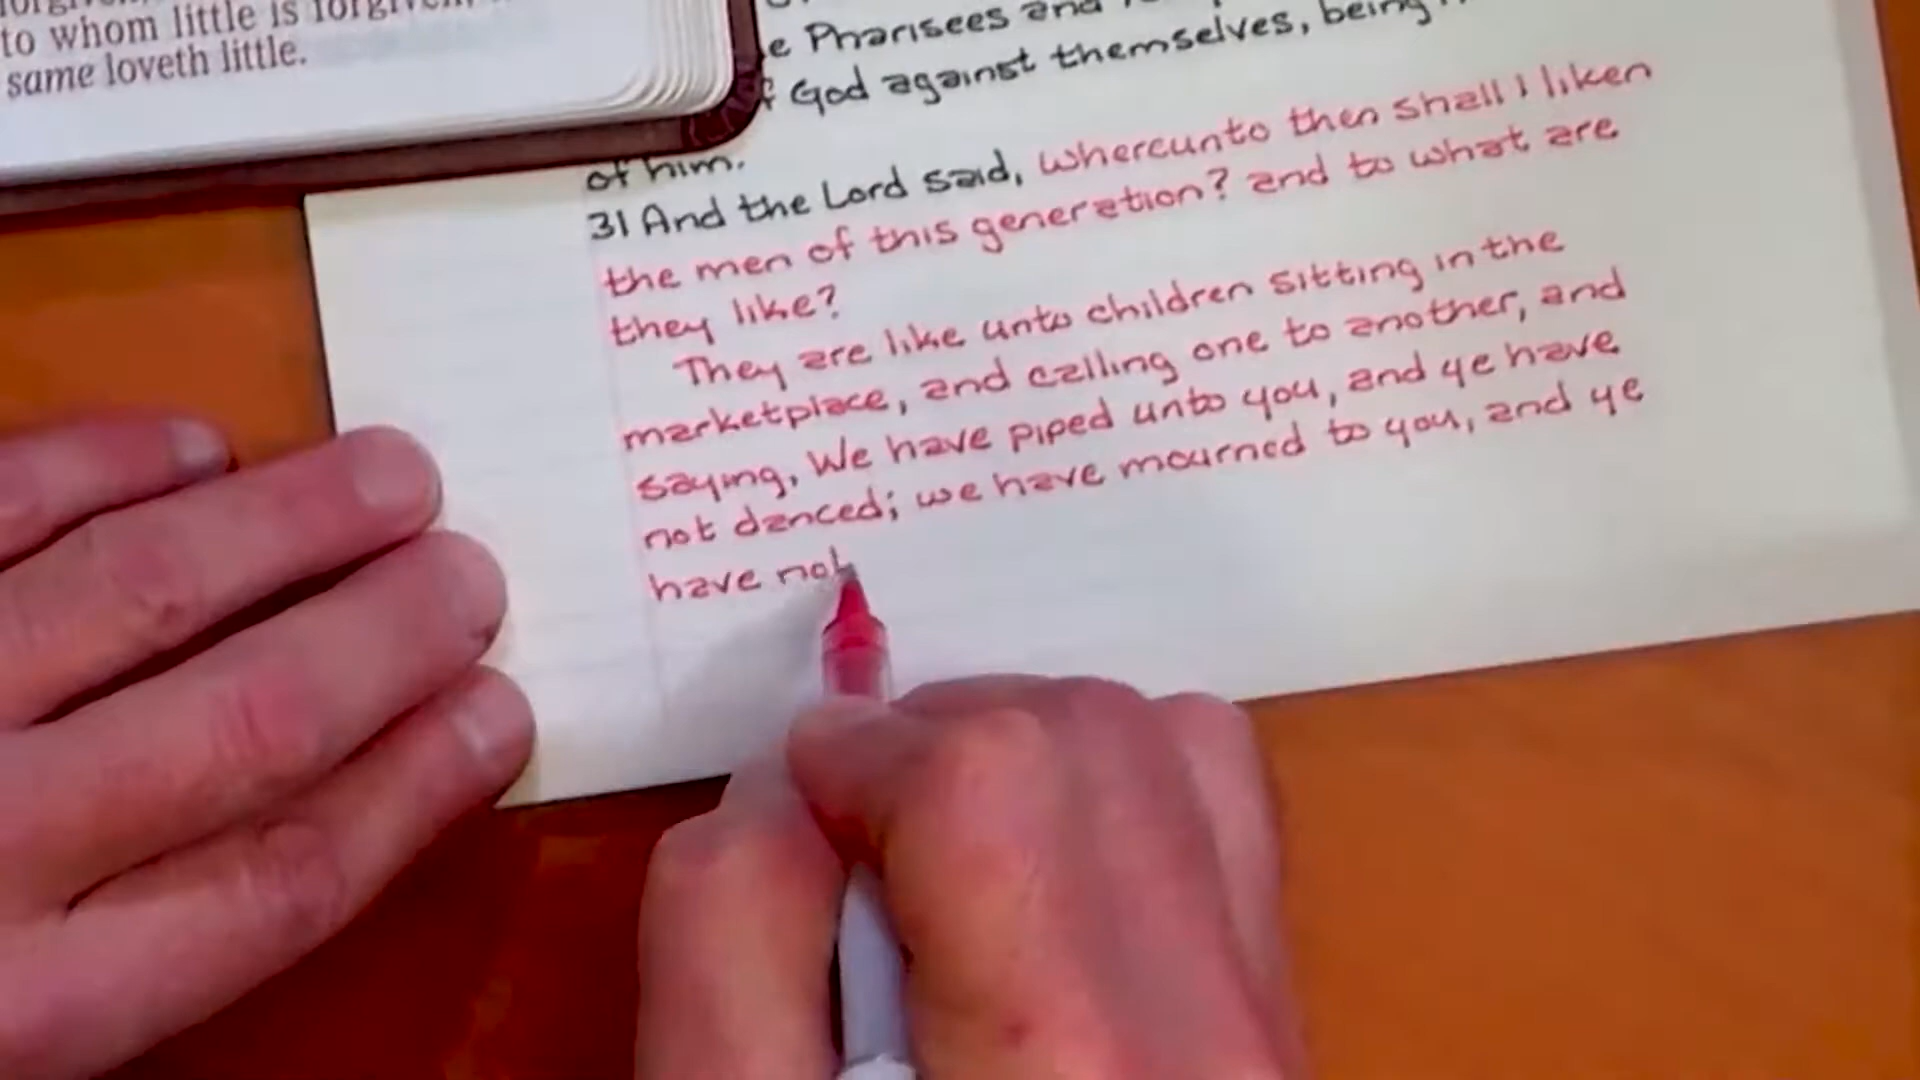 to whom little is forgiven,
same loveth little.
e Pharisees and
f God against themselves, being
of him.
31 And the Lord said, whereunto then shall I liken
the men of this generation? and to what are
they like?
They are like unto children sitting in the
marketplace, and calling one to another, and
saying, We have piped unto you, and ye have
not danced; we have mourned to you, and ye
have not